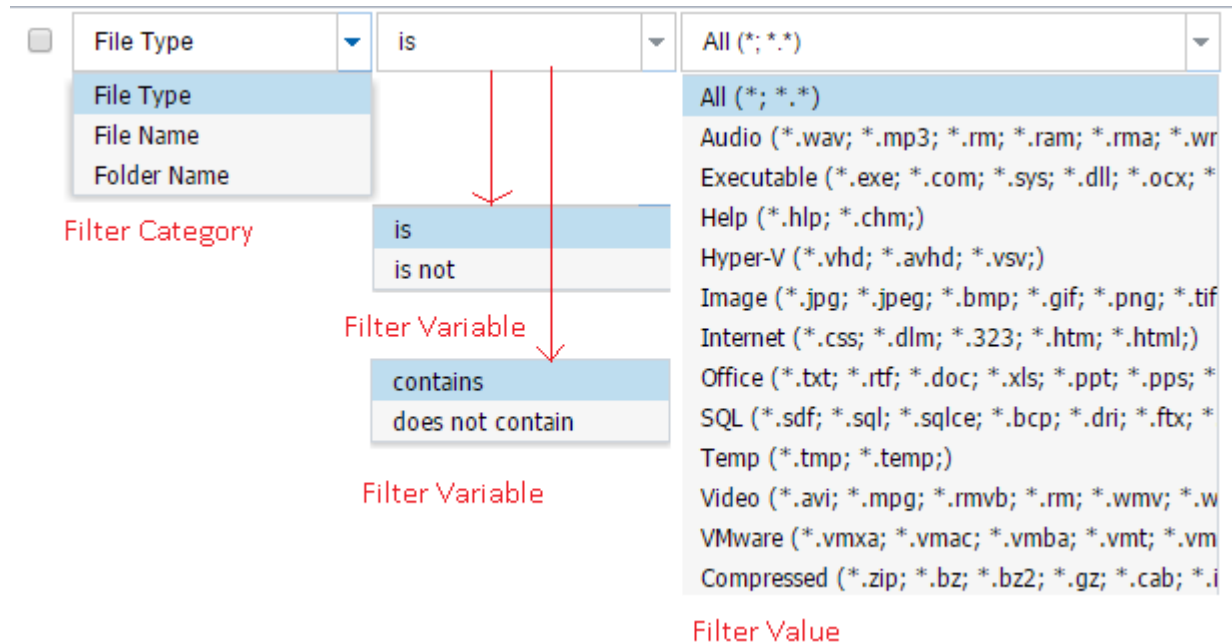 File Type
is
All (*; *.*)
File Type
File Name
Folder Name
Filter Category
is
is not
Filter Variable
contains
does not contain
Filter Variable
All (*; *.*)
Audio (*.wav; *.mp3; *.rm; *.ram; *.rma; *.wr
Executable (*.exe; *.com; *.sys; *.dll; *.ocx; *
Help (*.hlp; *.chm;)
Hyper-V (*.vhd; *.avhd; *.vsv;)
Image (*.jpg; *.jpeg; *.bmp; *.gif; *.png; *.tif
Internet (*.css; *.dlm; *.323; *.htm; *.html;)
Office (*.txt; *.rtf; *.doc; *.xls; *.ppt; *.pps; *
SQL (*.sdf; *.sql; *.sqlce; *.bcp; *.dri; *.ftx; *
Temp (*.tmp; *.temp;)
Video (*.avi; *.mpg; *.rmvb; *.rm; *.wmv; *.w
VMware (*.vmxa; *.vmac; *.vmba; *.vmt; *.vm
Compressed (*.zip; *.bz; *.bz2; *.gz; *.cab; *.i
Filter Value